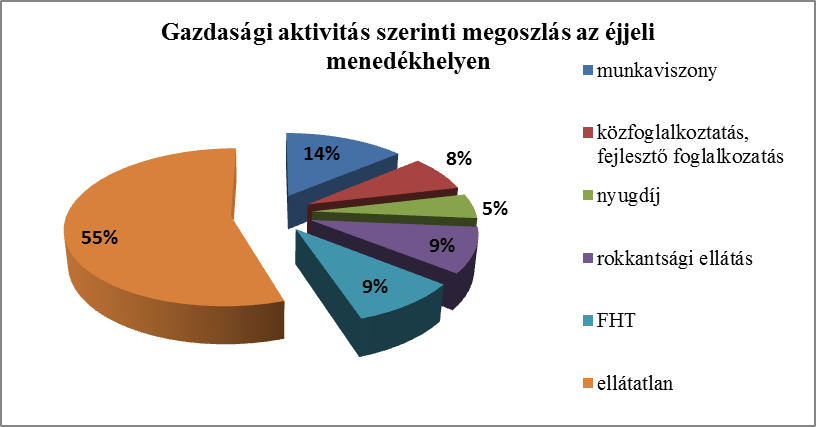 Gazdasági aktivitás szerinti megoszlás az éjjeli
menedékhelyen
munkaviszony
közfoglalkoztatás,
fejlesztő foglalkozatás
nyugdíj
rokkantsági ellátás
FHT
ellátatlan
14%
8%
5%
9%
9%
55%